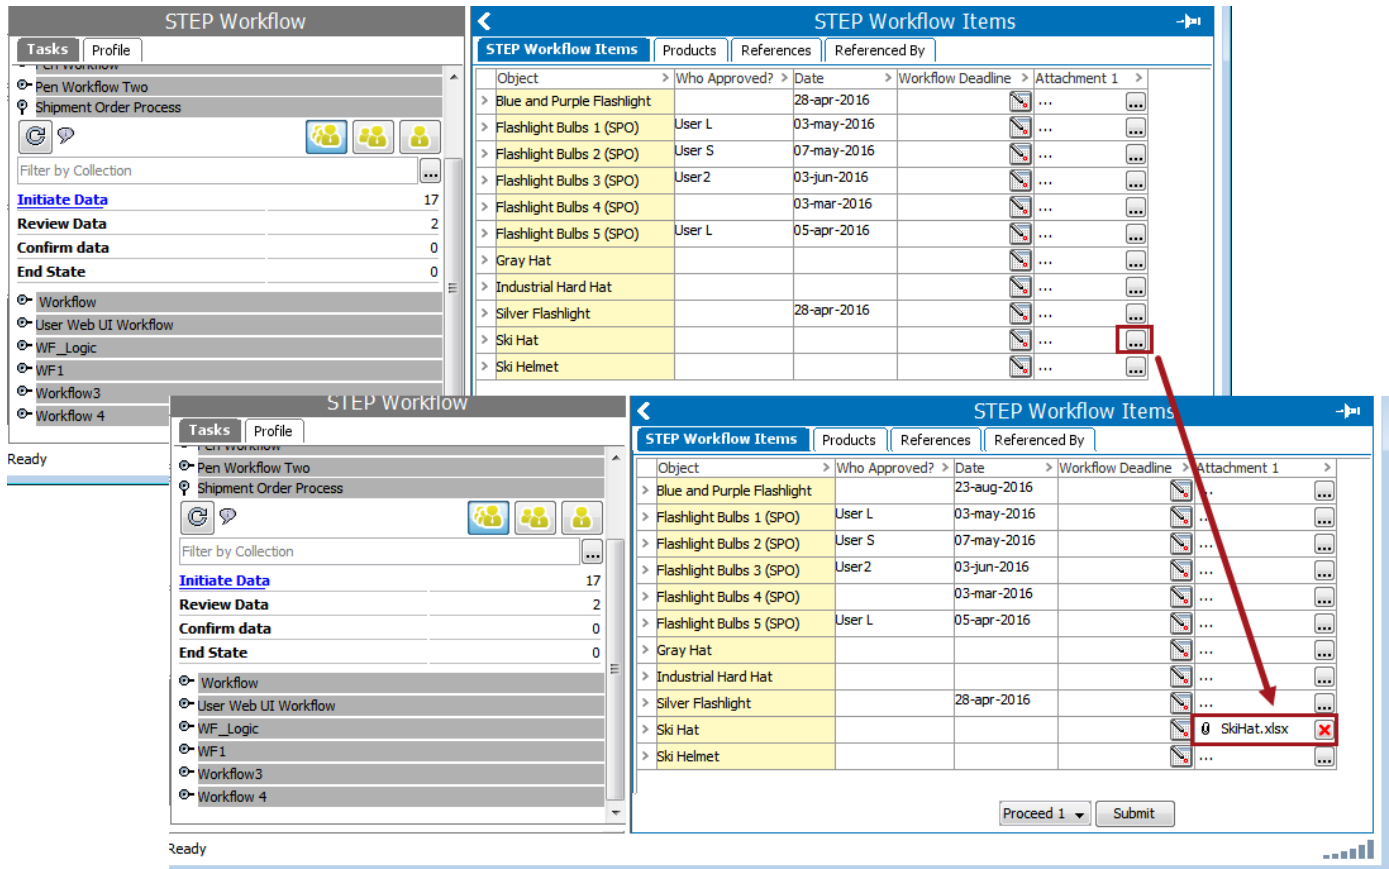 STEP Workflow
Tasks Profile
Pen Workflow
Pen Workflow Two
Shipment Order Process
Filter by Collection ...
Initiate Data 17
Review Data 2
Confirm data 0
End State 0
Workflow
User Web UI Workflow
WF_Logic
WF1
Workflow3
Workflow 4
Ready
STEP Workflow Items
STEP Workflow Items Products References Referenced By
Object > Who Approved? > Date > Workflow Deadline > Attachment 1 >
> Blue and Purple Flashlight 28-apr-2016 ... ...
> Flashlight Bulbs 1 (SPO) User L 03-may-2016 ... ...
> Flashlight Bulbs 2 (SPO) User S 07-may-2016 ... ...
> Flashlight Bulbs 3 (SPO) User2 03-jun-2016 ... ...
> Flashlight Bulbs 4 (SPO) 03-mar-2016 ... ...
> Flashlight Bulbs 5 (SPO) User L 05-apr-2016 ... ...
> Gray Hat ... ...
> Industrial Hard Hat ... ...
> Silver Flashlight 28-apr-2016 ... ...
> Ski Hat ... ...
> Ski Helmet ... ...
STEP Workflow
Tasks Profile
Pen Workflow
Pen Workflow Two
Shipment Order Process
Filter by Collection ...
Initiate Data 17
Review Data 2
Confirm data 0
End State 0
Workflow
User Web UI Workflow
WF_Logic
WF1
Workflow3
Workflow 4
Ready
STEP Workflow Items
STEP Workflow Items Products References Referenced By
Object > Who Approved? > Date > Workflow Deadline > Attachment 1 >
> Blue and Purple Flashlight 23-aug-2016 ... ...
> Flashlight Bulbs 1 (SPO) User L 03-may-2016 ... ...
> Flashlight Bulbs 2 (SPO) User S 07-may-2016 ... ...
> Flashlight Bulbs 3 (SPO) User2 03-jun-2016 ... ...
> Flashlight Bulbs 4 (SPO) 03-mar-2016 ... ...
> Flashlight Bulbs 5 (SPO) User L 05-apr-2016 ... ...
> Gray Hat ... ...
> Industrial Hard Hat ... ...
> Silver Flashlight 28-apr-2016 ... ...
> Ski Hat SkiHat.xlsx
> Ski Helmet ... ...
Proceed 1 Submit